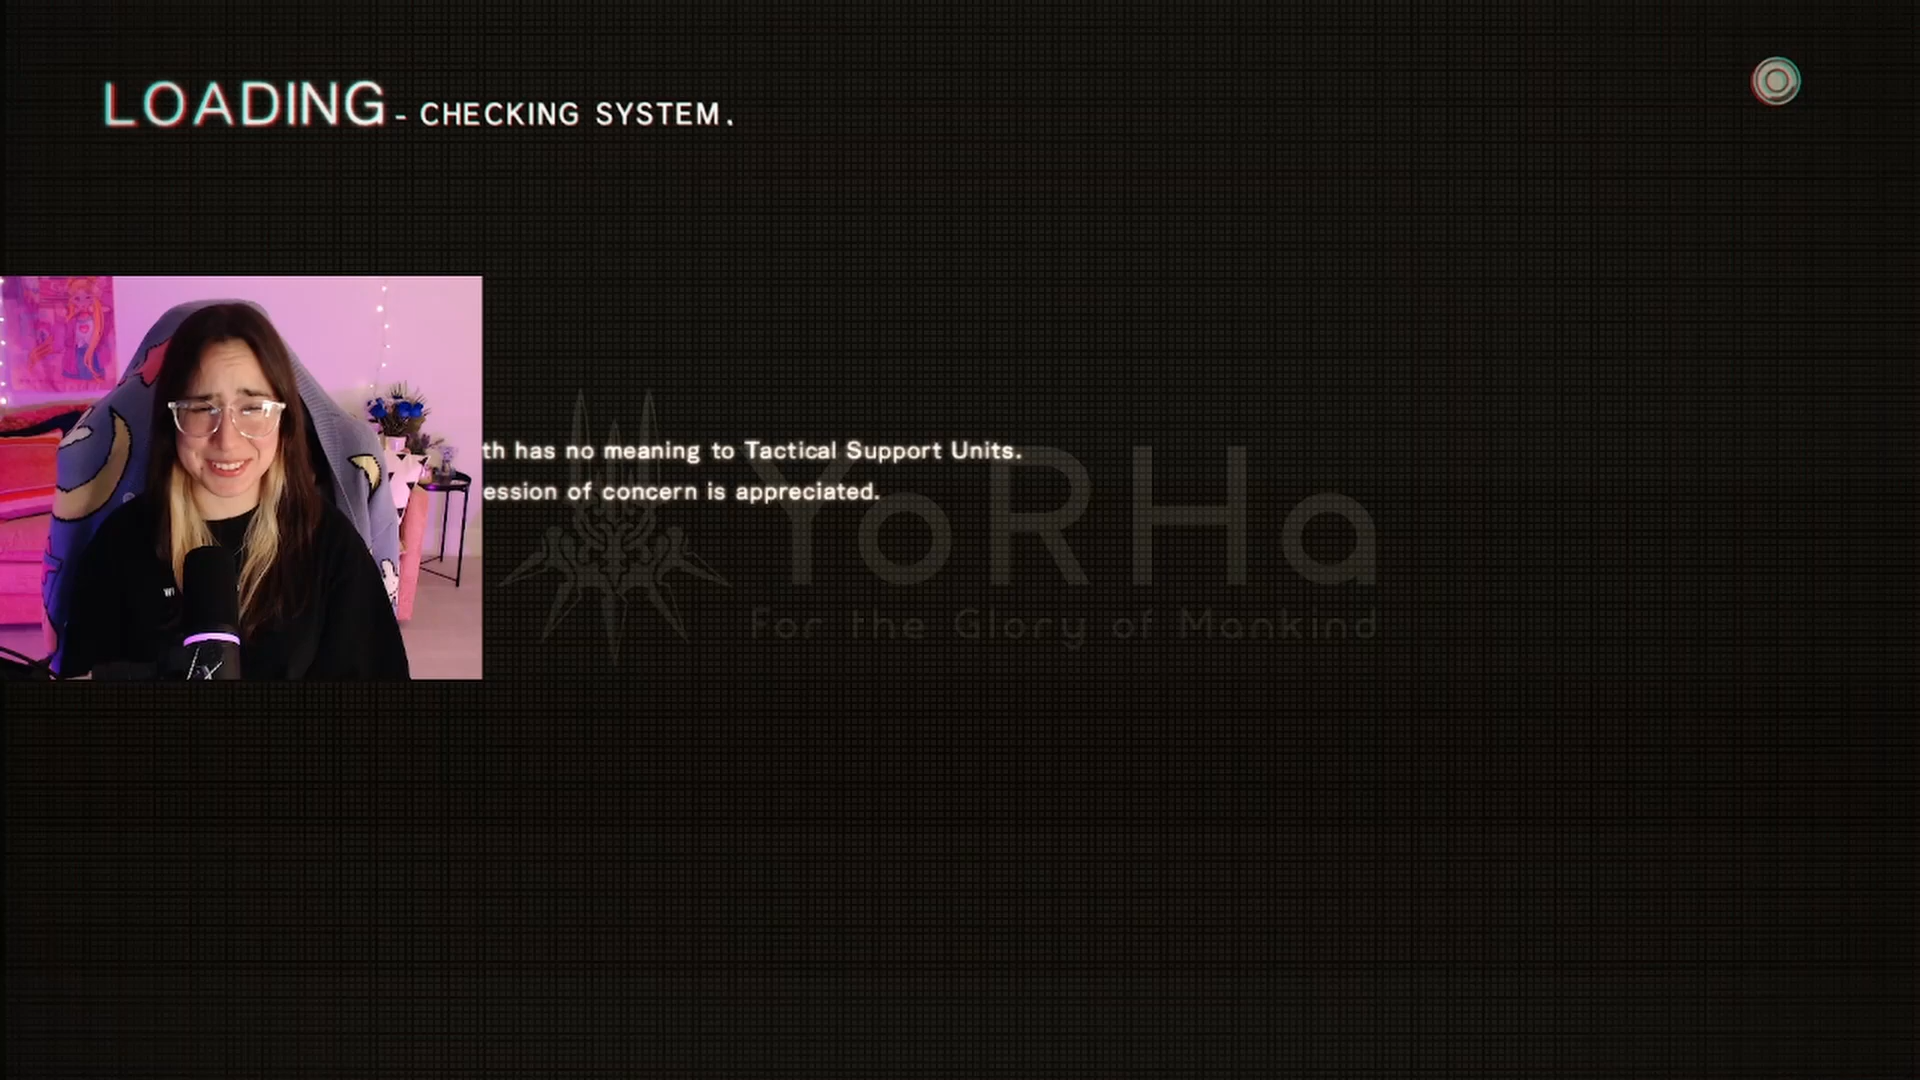 LOADING - CHECKING SYSTEM.
th has no meaning to Tactical Support Units.
ession of concern is appreciated.
YoRHa
For the Glory of Mankind